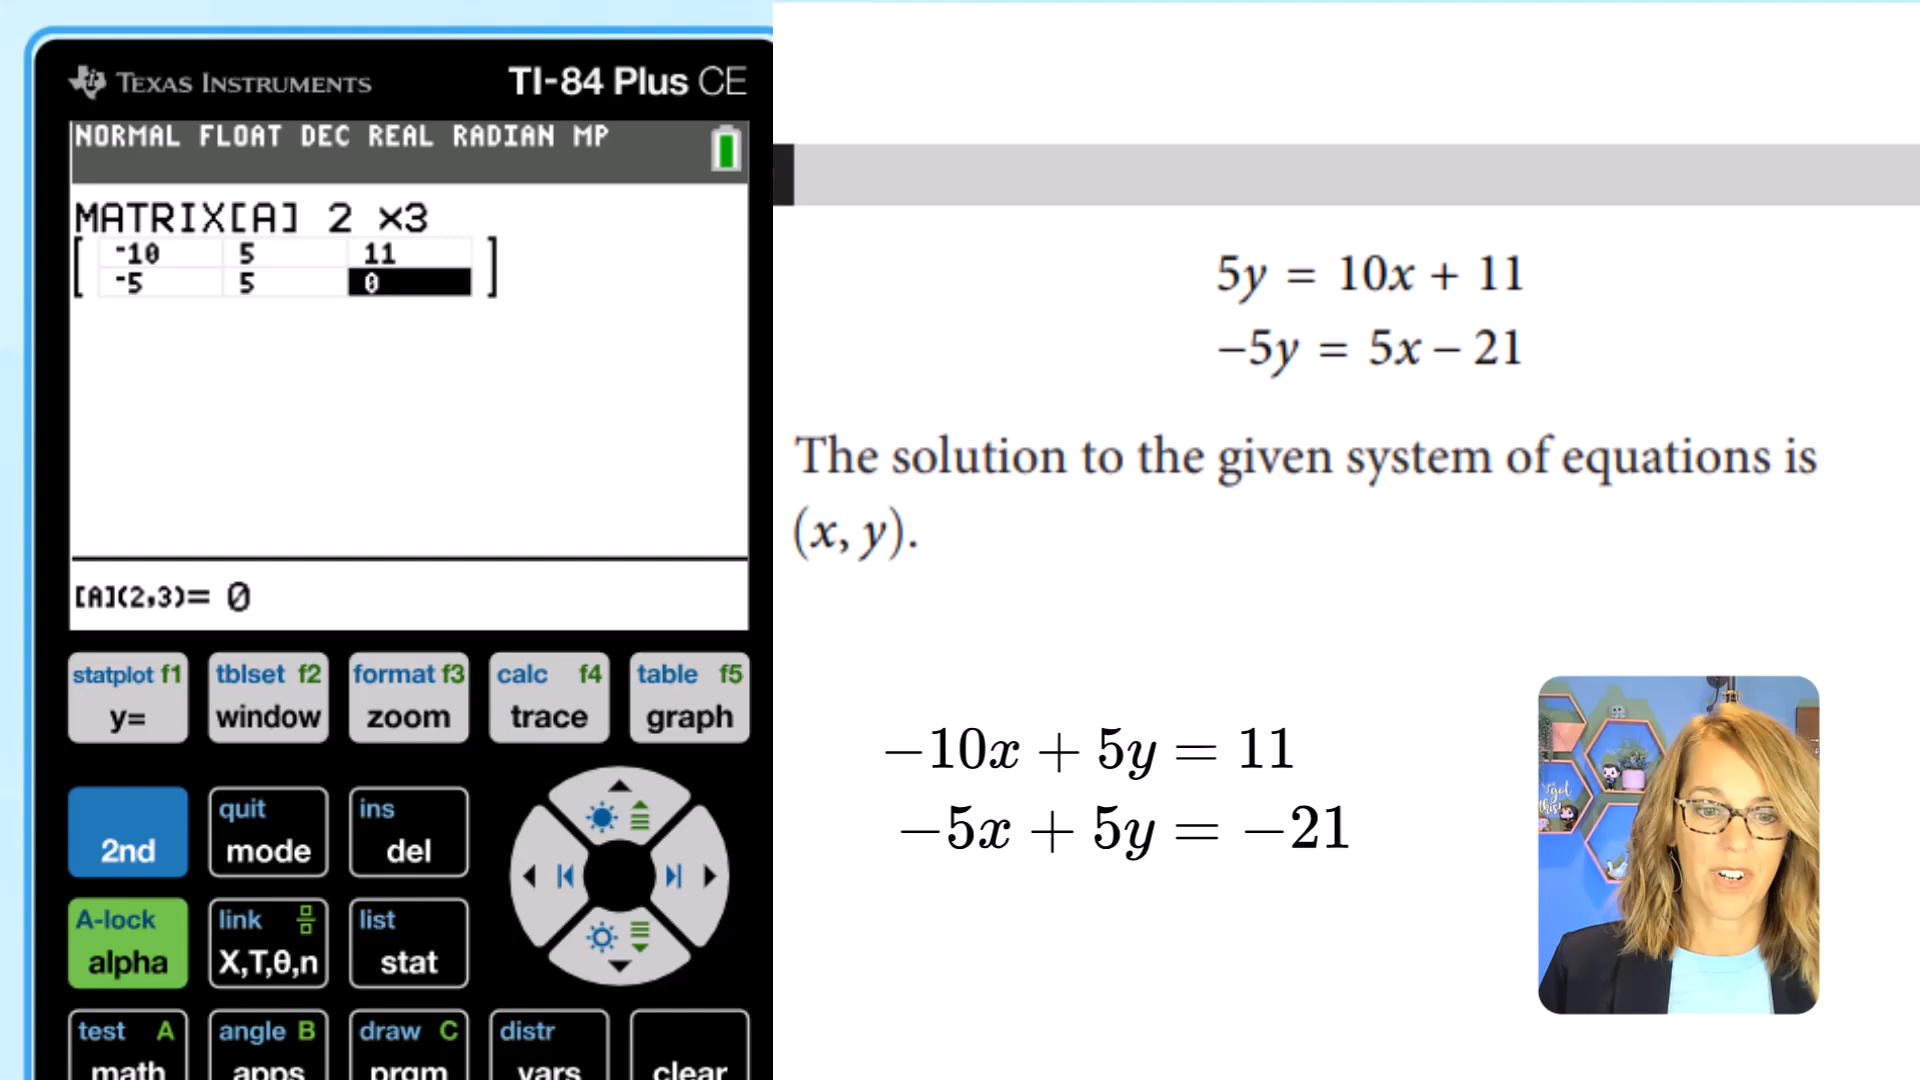 TEXAS INSTRUMENTS
TI-84 Plus CE
NORMAL FLOAT DEC REAL RADIAN MP
MATRIX[A] 2 ×3
[ -10 5 11 ]
[ -5 5 0 ]
[A](2,3)= 0
statplot f1 tblset f2 format f3 calc f4 table f5
y= window zoom trace graph
quit ins
2nd mode del
A-lock link list
alpha X,T,θ,n stat
test A angle B draw C distr
math apps prgm vars clear
5y = 10x + 11
−5y = 5x − 21
The solution to the given system of equations is
(x, y).
−10x + 5y = 11
−5x + 5y = −21
y'got
this!